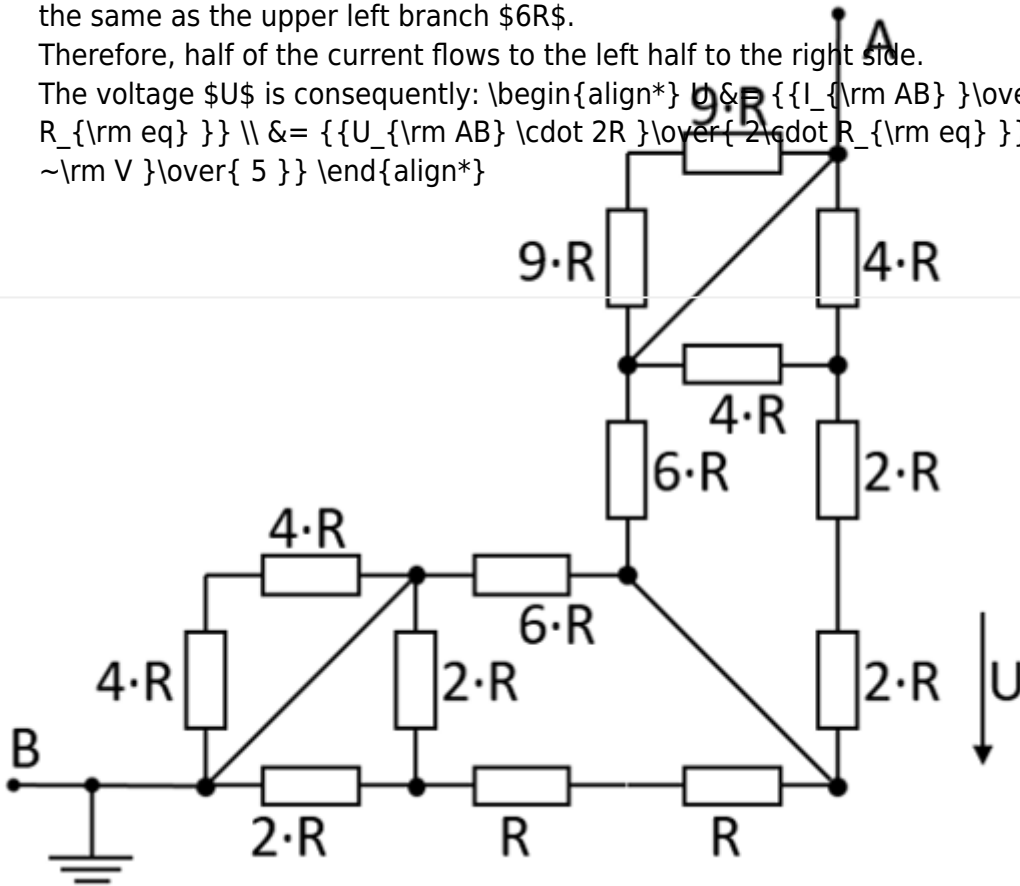 the same as the upper left branch $6R$.
Therefore, half of the current flows to the left half to the right side.
The voltage $U$ is consequently: \begin{align*} U &= {{I_{\rm AB} }\ove
R_{\rm eq} }} \\ &= {{U_{\rm AB} \cdot 2R }\over{ 2\cdot R_{\rm eq} }}
~\rm V }\over{ 5 }} \end{align*}
A
9·R
9·R
4·R
4·R
6·R
2·R
4·R
6·R
4·R
2·R
2·R
U
B
2·R
R
R